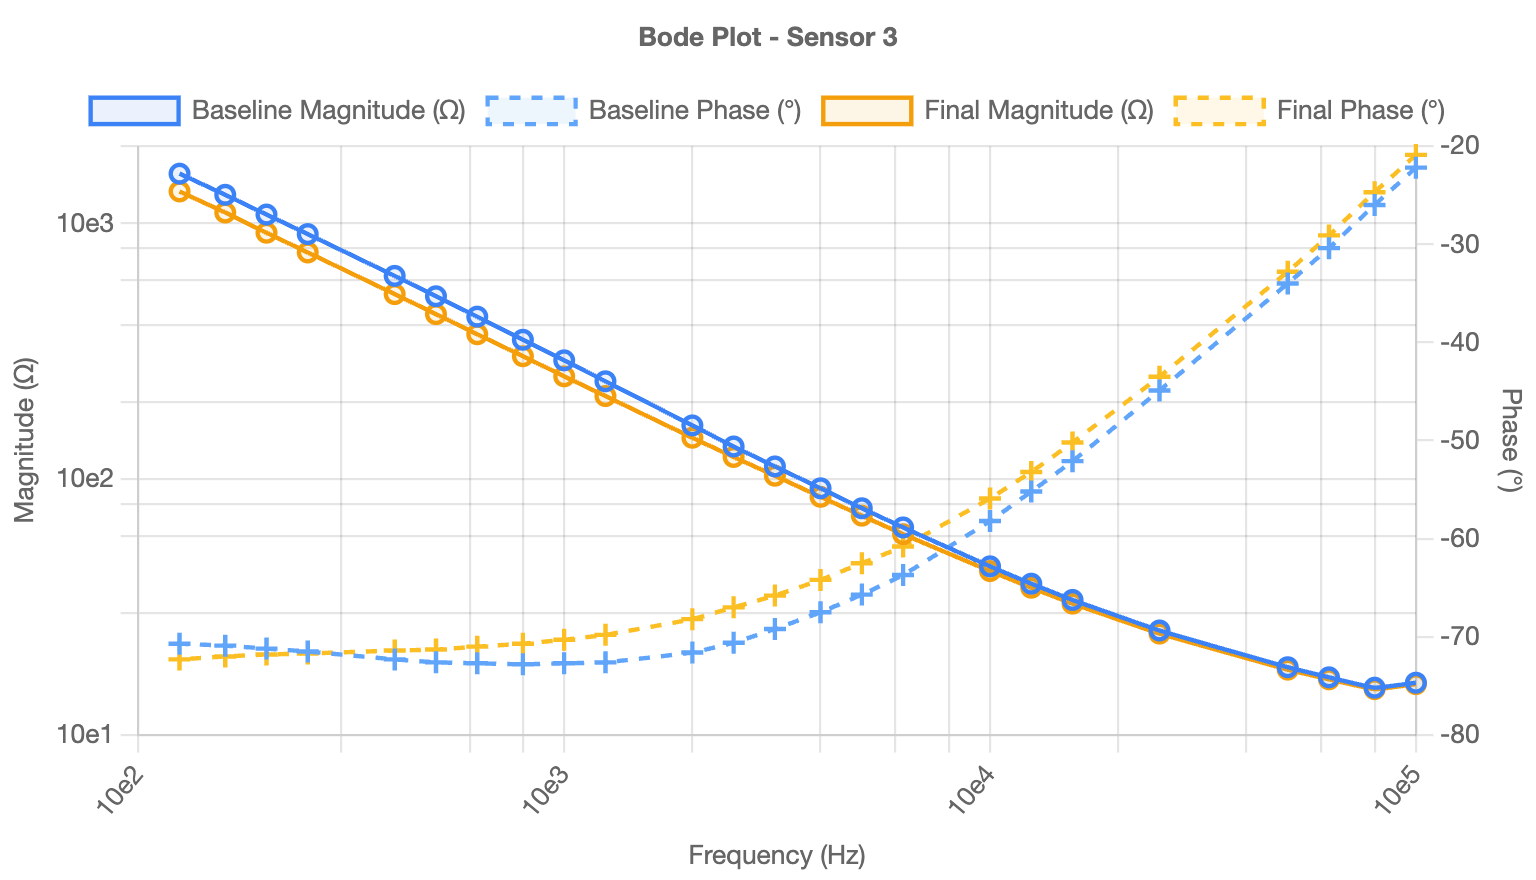 Bode Plot - Sensor 3
Baseline Magnitude (Ω) Baseline Phase (°) Final Magnitude (Ω) Final Phase (°)
Magnitude (Ω)
10e3
10e2
10e1
-20
-30
-40
-50
-60
-70
-80
Phase (°)
10e2 10e3 10e4 10e5
Frequency (Hz)